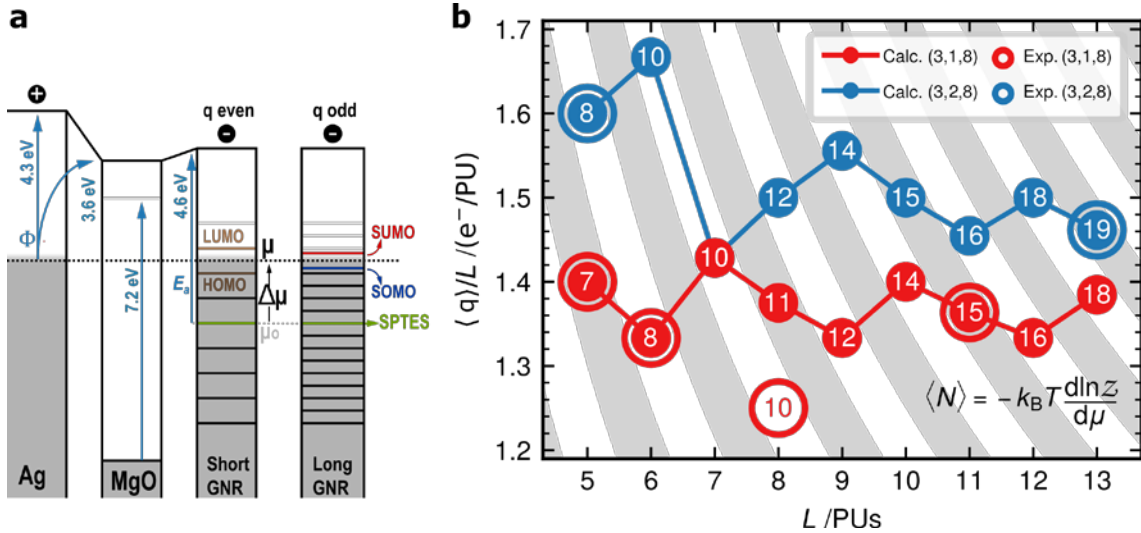 a
+
4.3 eV
Φ
3.6 eV
7.2 eV
4.6 eV
Eₐ
q even
−
q odd
−
LUMO
HOMO
μ
Δμ
μ₀
SUMO
SOMO
SPTES
Ag
MgO
Short
GNR
Long
GNR
b
⟨q⟩/L /(e⁻/PU)
1.7
1.6
1.5
1.4
1.3
1.2
Calc. (3,1,8)
Exp. (3,1,8)
Calc. (3,2,8)
Exp. (3,2,8)
8 10 10 12 14 15 16 18 19
7 8 11 12 14 15 16 18
10
⟨N⟩ = −k_B T dln𝒵/dμ
5 6 7 8 9 10 11 12 13
L /PUs